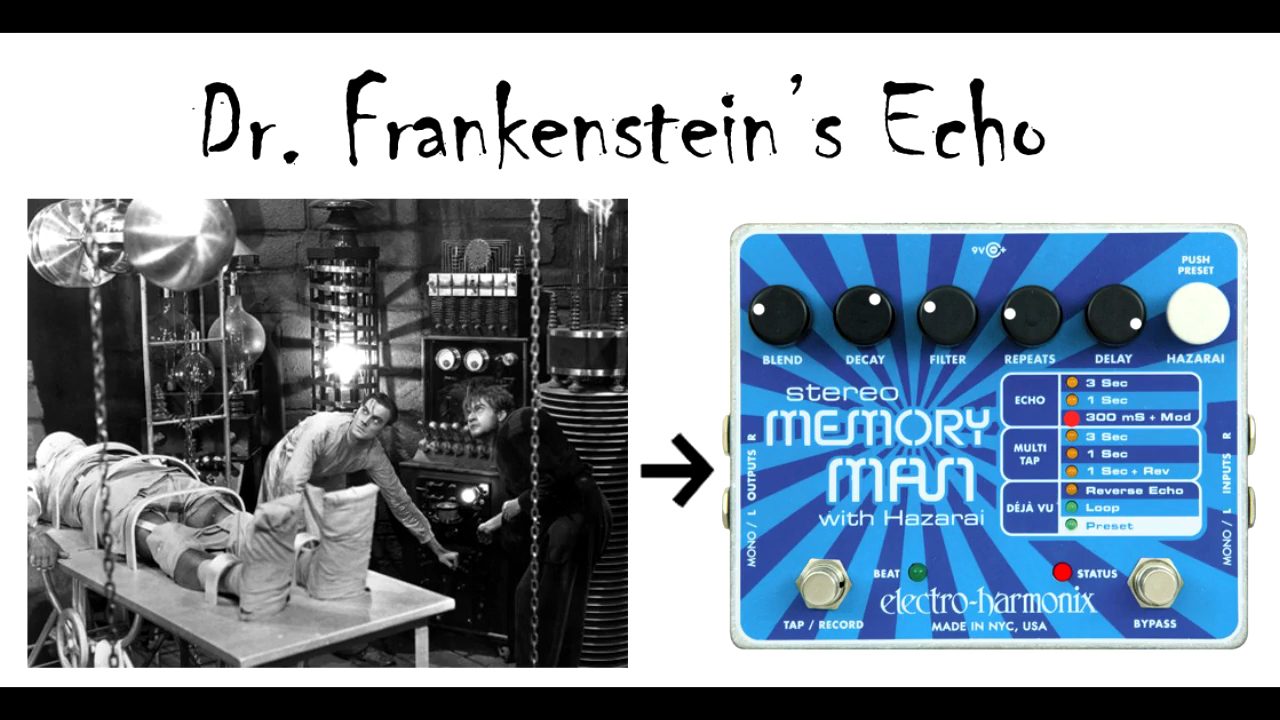 Dr. Frankenstein's Echo
9V
PUSH
PRESET
BLEND
DECAY
FILTER
REPEATS
DELAY
HAZARAI
stereo
MEMORY
MAN
with Hazarai
ECHO
3 Sec
1 Sec
300 mS + Mod
MULTI
TAP
3 Sec
1 Sec
1 Sec + Rev
DÉJÀ VU
Reverse Echo
Loop
Preset
MONO / L OUTPUTS R
MONO / L INPUTS R
BEAT
STATUS
electro-harmonix
MADE IN NYC, USA
TAP / RECORD
BYPASS